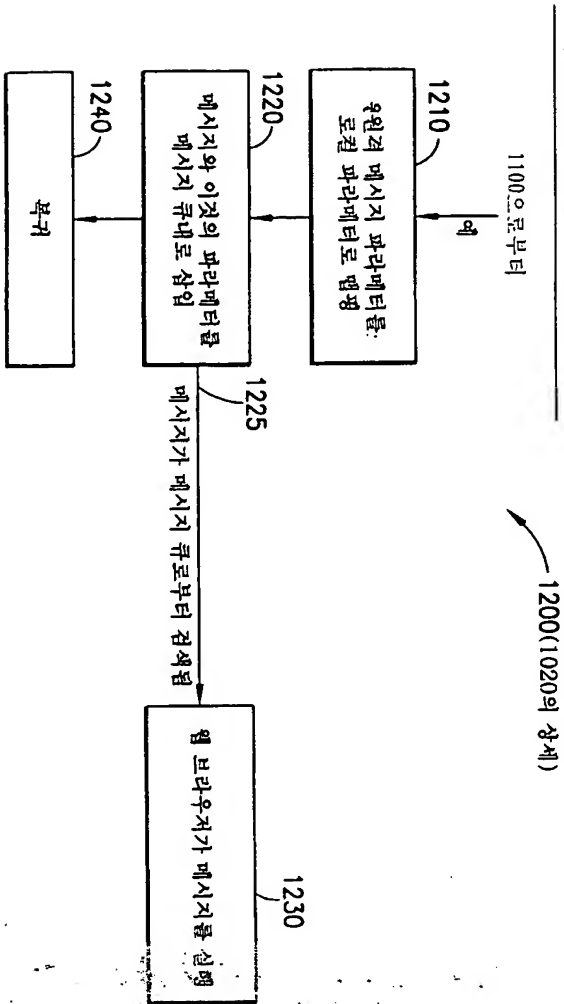 1200(1020의 상세)
1100으로부터
예
1210
우원격 메시지 파라메터를
로컬 파라메터로 맵핑
1220
메시지와 이것의 파라메터를
메시지 큐내로 삽입
1225
메시지가 메시지 큐로부터 검색됨
1230
웹 브라우저가 메시지를 실행
1240
복귀